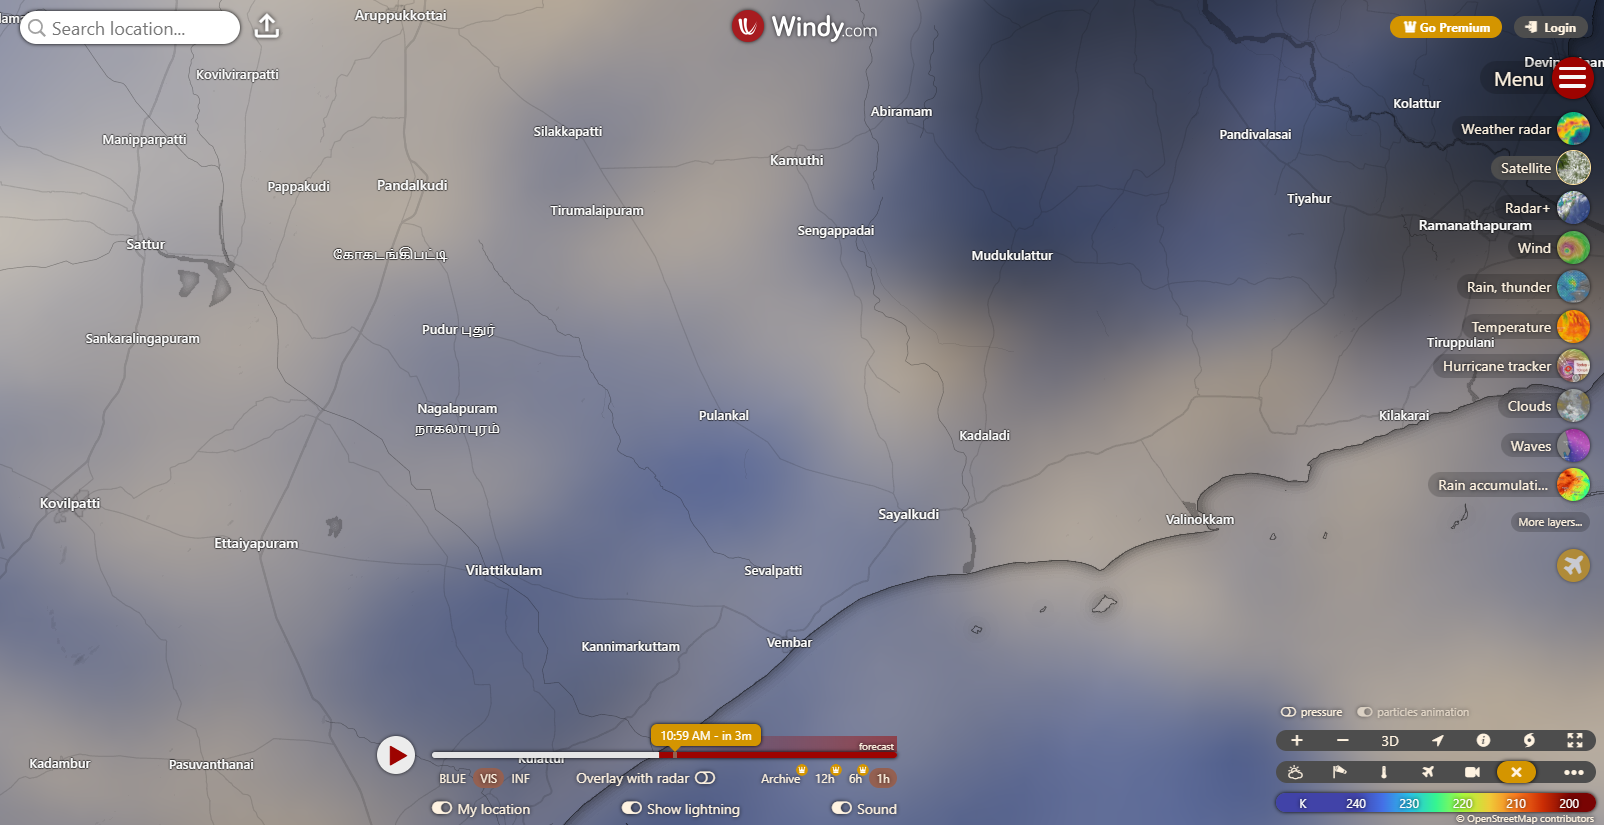 Aruppukkottai
Search location...
Windy.com
Go Premium
Login
Kovilvirarpatti
Menu
Kolattur
Abiramam
Silakkapatti
Weather radar
Pandivalasai
Manipparpatti
Kamuthi
Satellite
Pappakudi
Pandalkudi
Tiyahur
Radar+
Tirumalaipuram
Ramanathapuram
Sengappadai
Sattur
Wind
கோகடங்கிபட்டி
Mudukulattur
Rain, thunder
Temperature
Pudur புதுர்
Sankaralingapuram
Tiruppulani
Hurricane tracker
Clouds
Nagalapuram
நாகலாபுரம்
Pulankal
Kilakarai
Kadaladi
Waves
Rain accumulati...
Kovilpatti
Sayalkudi
Valinokkam
More layers...
Ettaiyapuram
Vilattikulam
Sevalpatti
Kannimarkuttam
Vembar
pressure
particles animation
10:59 AM - in 3m
forecast
3D
Kulattur
Kadambur
Pasuvanthanai
BLUE VIS INF
Overlay with radar
Archive 12h 6h 1h
My location
Show lightning
Sound
K 240 230 220 210 200
© OpenStreetMap contributors